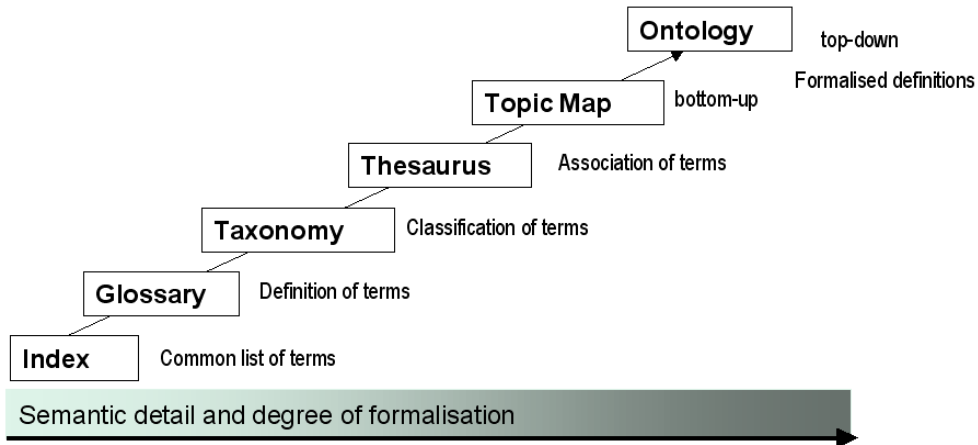 Ontology
top-down
Formalised definitions
Topic Map
bottom-up
Thesaurus
Association of terms
Taxonomy
Classification of terms
Glossary
Definition of terms
Index
Common list of terms
Semantic detail and degree of formalisation